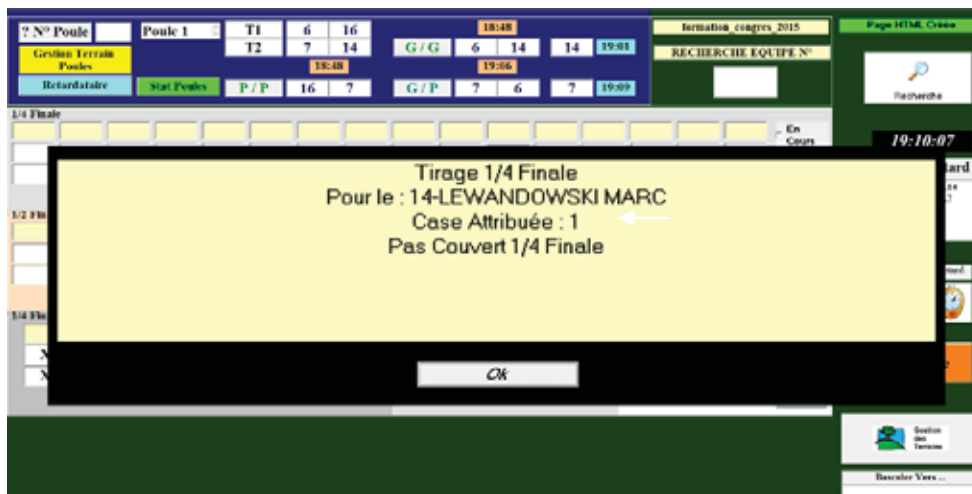 ? N° Poule Poule 1 T1 6 16 18:48 formation_congres_2015 Page HTML Créée
T2 7 14 G / G 6 14 14 19:01 RECHERCHE EQUIPE N°
Gestion Terrain
Poules
18:48 19:06
Retardataire Stat Poules P / P 16 7 G / P 7 6 7 19:09 Recherche
1/4 Finale
En
Cours
19:10:07
Tirage 1/4 Finale
Pour le : 14-LEWANDOWSKI MARC
Case Attribuée : 1
Pas Couvert 1/4 Finale
Ok
Gestion
des
Terrains
Basculer Vers ...